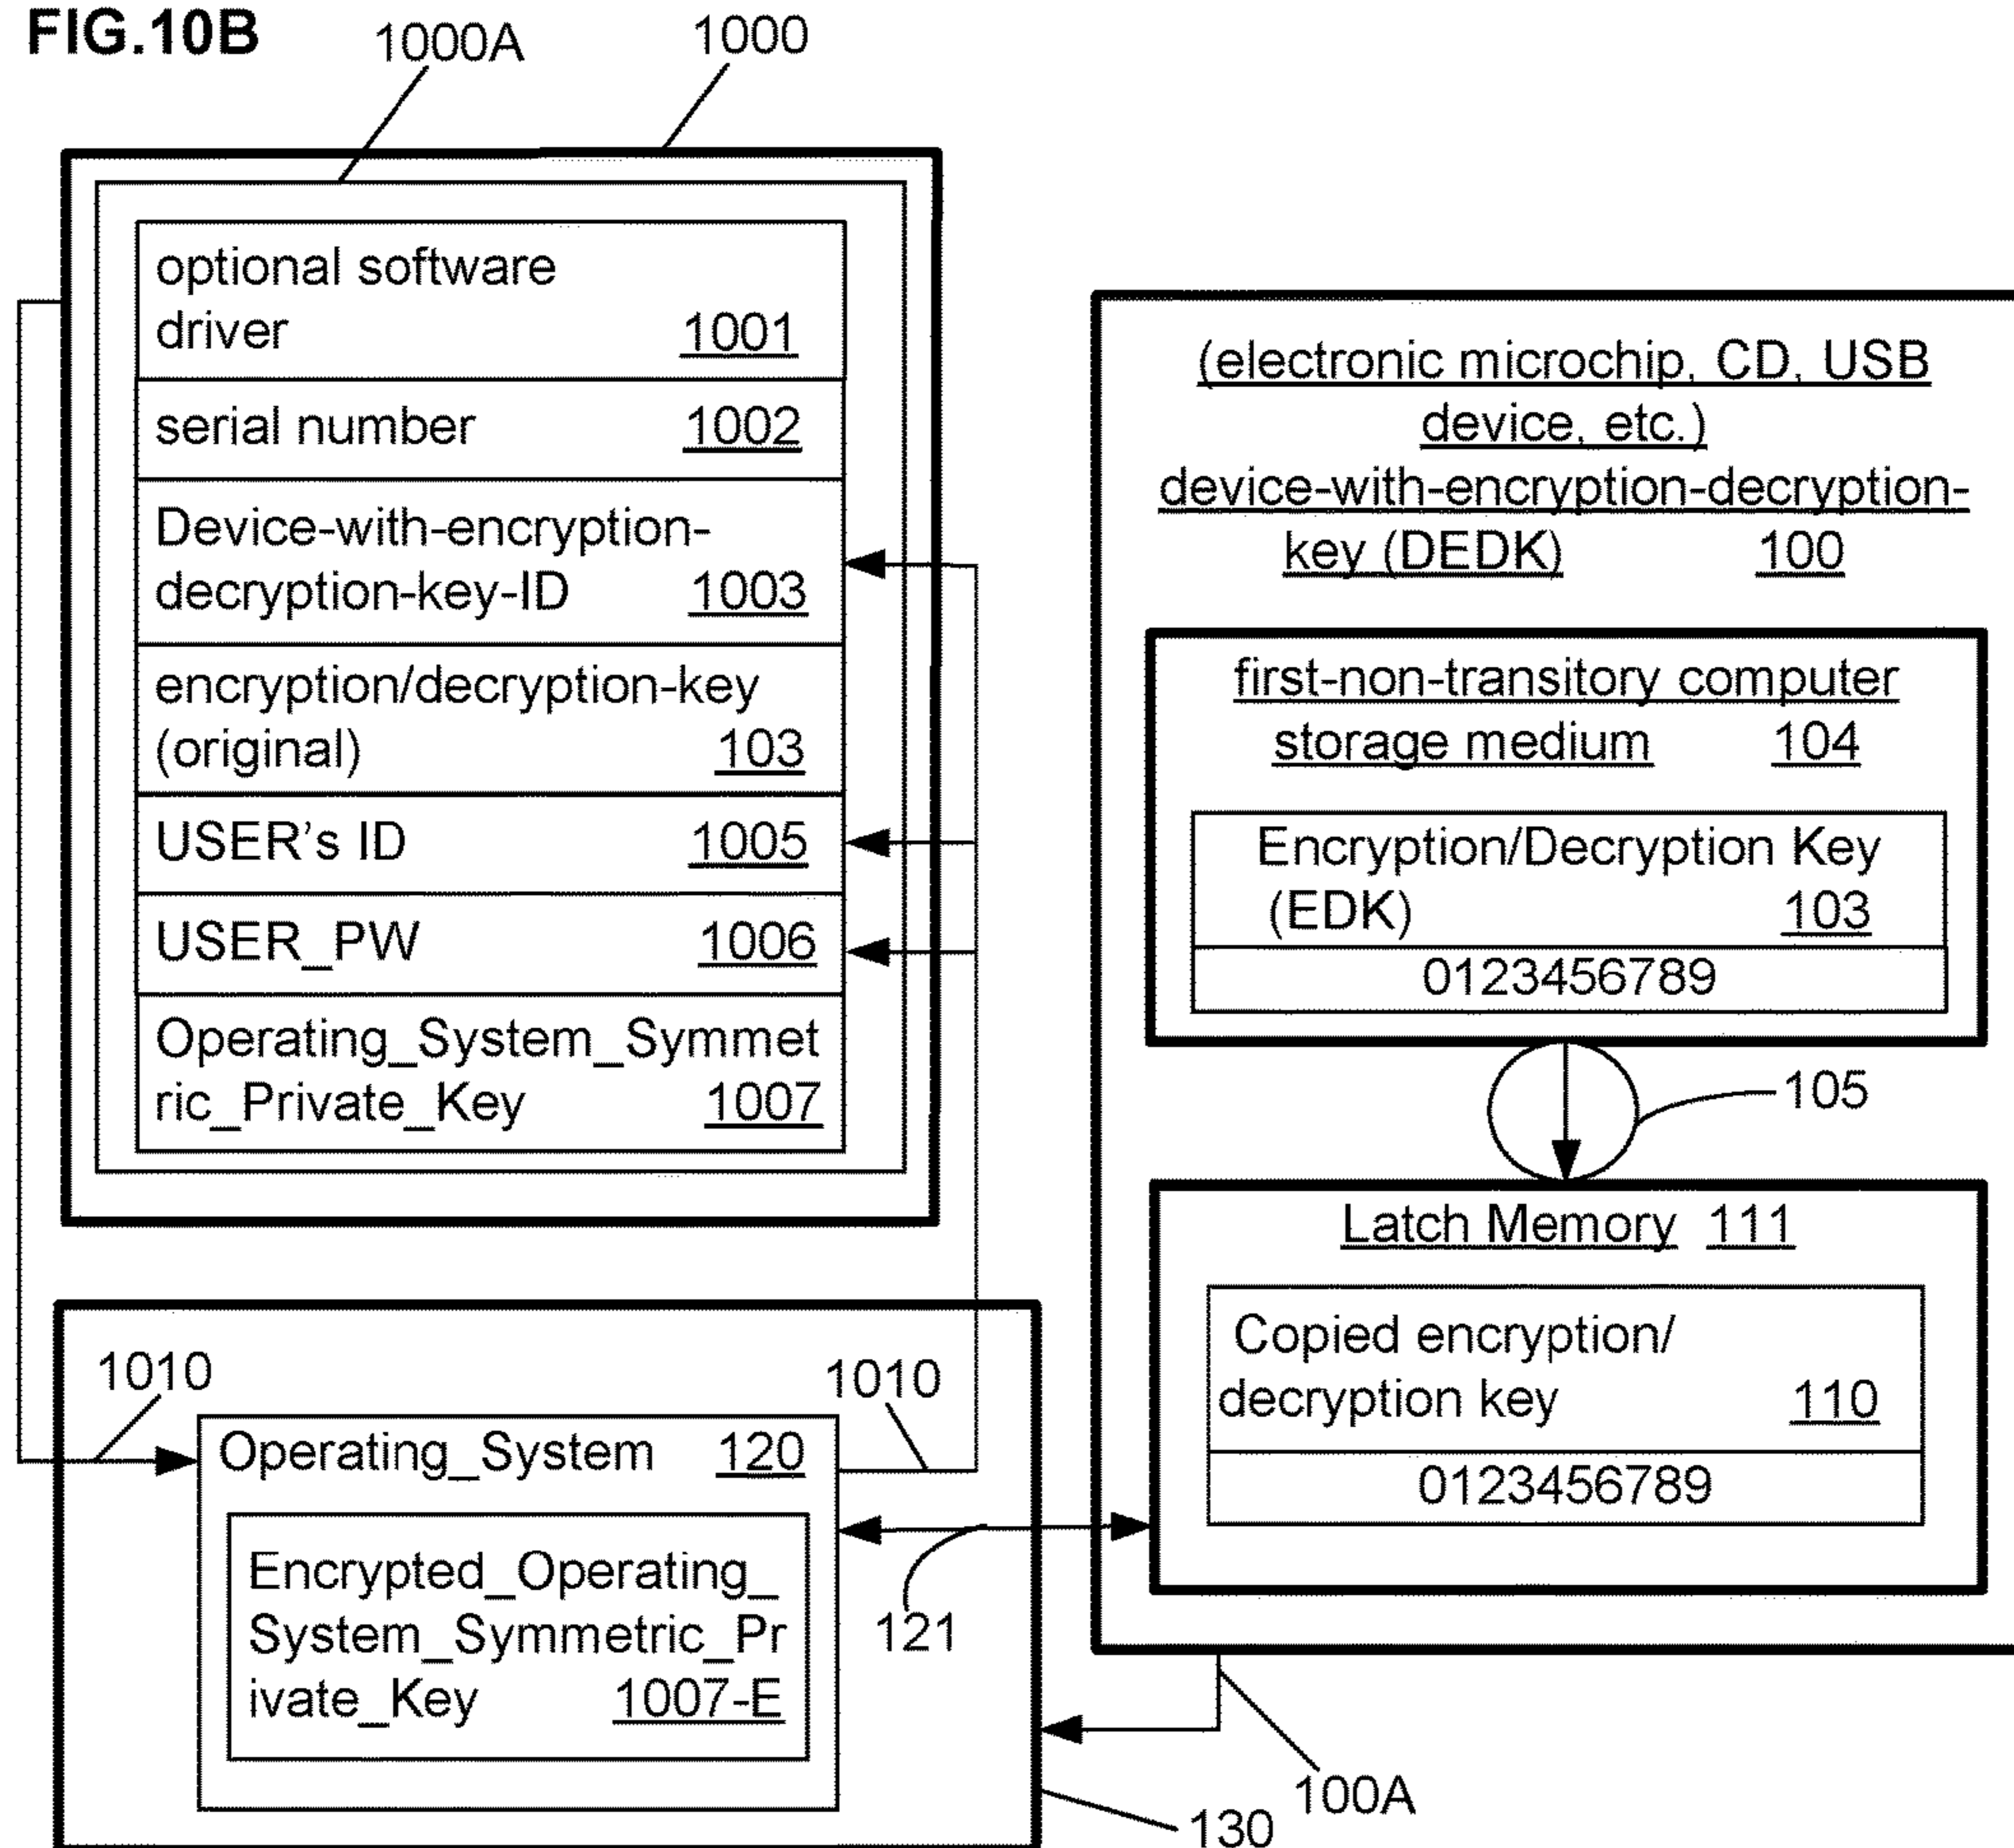 FIG.10B
1000A
1000
optional software
driver 1001
serial number 1002
Device-with-encryption-
decryption-key-ID 1003
encryption/decryption-key
(original) 103
USER's ID 1005
USER_PW 1006
Operating_System_Symmet
ric_Private_Key 1007
(electronic microchip, CD, USB
device, etc.)
device-with-encryption-decryption-
key (DEDK) 100
first-non-transitory computer
storage medium 104
Encryption/Decryption Key
(EDK) 103
0123456789
105
Latch Memory 111
Copied encryption/
decryption key 110
0123456789
1010
1010
Operating_System 120
Encrypted_Operating_
System_Symmetric_Pr
ivate_Key 1007-E
121
100A
130